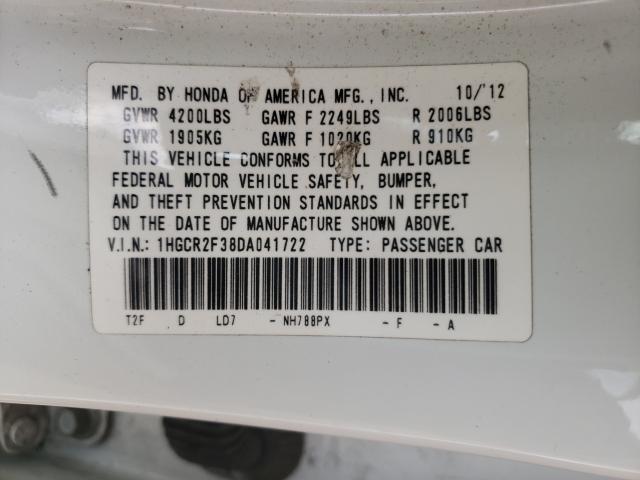 MFD. BY HONDA OF AMERICA MFG., INC. 10/'12
GVWR 4200LBS GAWR F 2249LBS R 2006LBS
GVWR 1905KG GAWR F 1020KG R 910KG
THIS VEHICLE CONFORMS TO ALL APPLICABLE
FEDERAL MOTOR VEHICLE SAFETY, BUMPER,
AND THEFT PREVENTION STANDARDS IN EFFECT
ON THE DATE OF MANUFACTURE SHOWN ABOVE.
V.I.N.: 1HGCR2F38DA041722 TYPE: PASSENGER CAR
T2F D LD7 - NH788PX - F - A